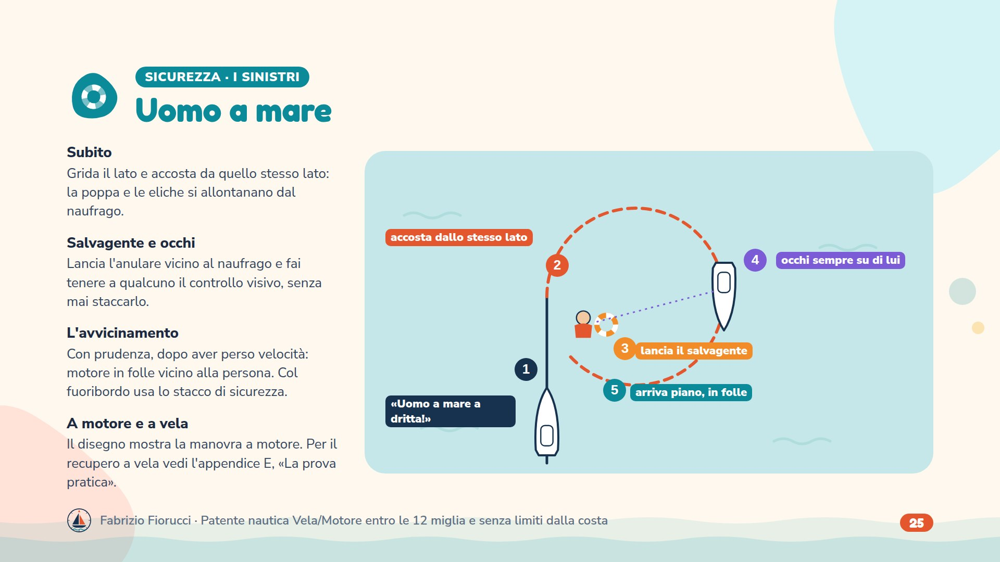 SICUREZZA · I SINISTRI
Uomo a mare
Subito
Grida il lato e accosta da quello stesso lato:
la poppa e le eliche si allontanano dal
naufrago.
Salvagente e occhi
Lancia l'anulare vicino al naufrago e fai
tenere a qualcuno il controllo visivo, senza
mai staccarlo.
L'avvicinamento
Con prudenza, dopo aver perso velocità:
motore in folle vicino alla persona. Col
fuoribordo usa lo stacco di sicurezza.
A motore e a vela
Il disegno mostra la manovra a motore. Per il
recupero a vela vedi l'appendice E, «La prova
pratica».
accosta dallo stesso lato
2
4
occhi sempre su di lui
3
lancia il salvagente
1
5
arriva piano, in folle
«Uomo a mare a
dritta!»
Fabrizio Fiorucci · Patente nautica Vela/Motore entro le 12 miglia e senza limiti dalla costa
25